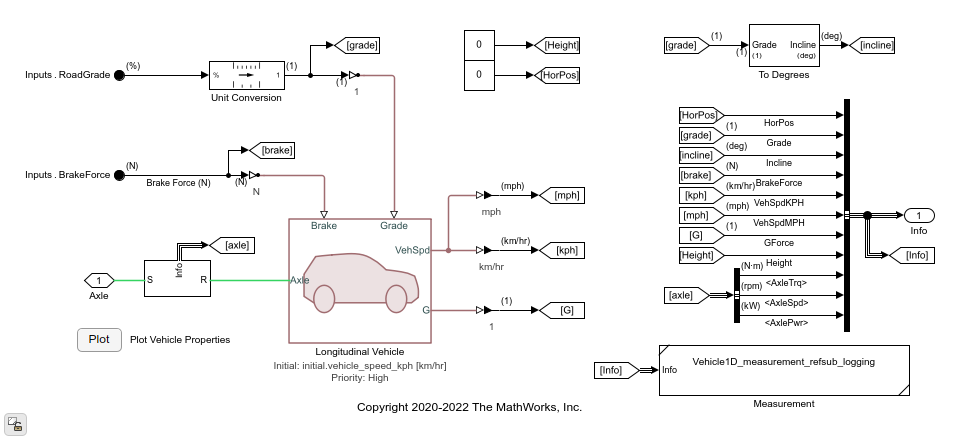 Inputs . RoadGrade
(%)
%
1
(1)
Unit Conversion
[grade]
(1)
1
0
[Height]
0
[HorPos]
[grade]
(1)
(1)
Grade
(1)
Incline
(deg)
(deg)
[incline]
To Degrees
Inputs . BrakeForce
(N)
Brake Force (N)
[brake]
(N)
N
Brake
Grade
VehSpd
Axle
G
Longitudinal Vehicle
Initial: initial.vehicle_speed_kph [km/hr]
Priority: High
1
Axle
S
Info
R
[axle]
Plot
Plot Vehicle Properties
(mph)
mph
[mph]
(km/hr)
km/hr
[kph]
(1)
1
[G]
[HorPos]
HorPos
[grade]
(1)
Grade
[incline]
(deg)
Incline
[brake]
(N)
BrakeForce
[kph]
(km/hr)
VehSpdKPH
[mph]
(mph)
VehSpdMPH
[G]
(1)
GForce
[Height]
Height
[axle]
(N·m)
<AxleTrq>
(rpm)
<AxleSpd>
(kW)
<AxlePwr>
1
Info
[Info]
[Info]
Info
Vehicle1D_measurement_refsub_logging
Measurement
Copyright 2020-2022 The MathWorks, Inc.